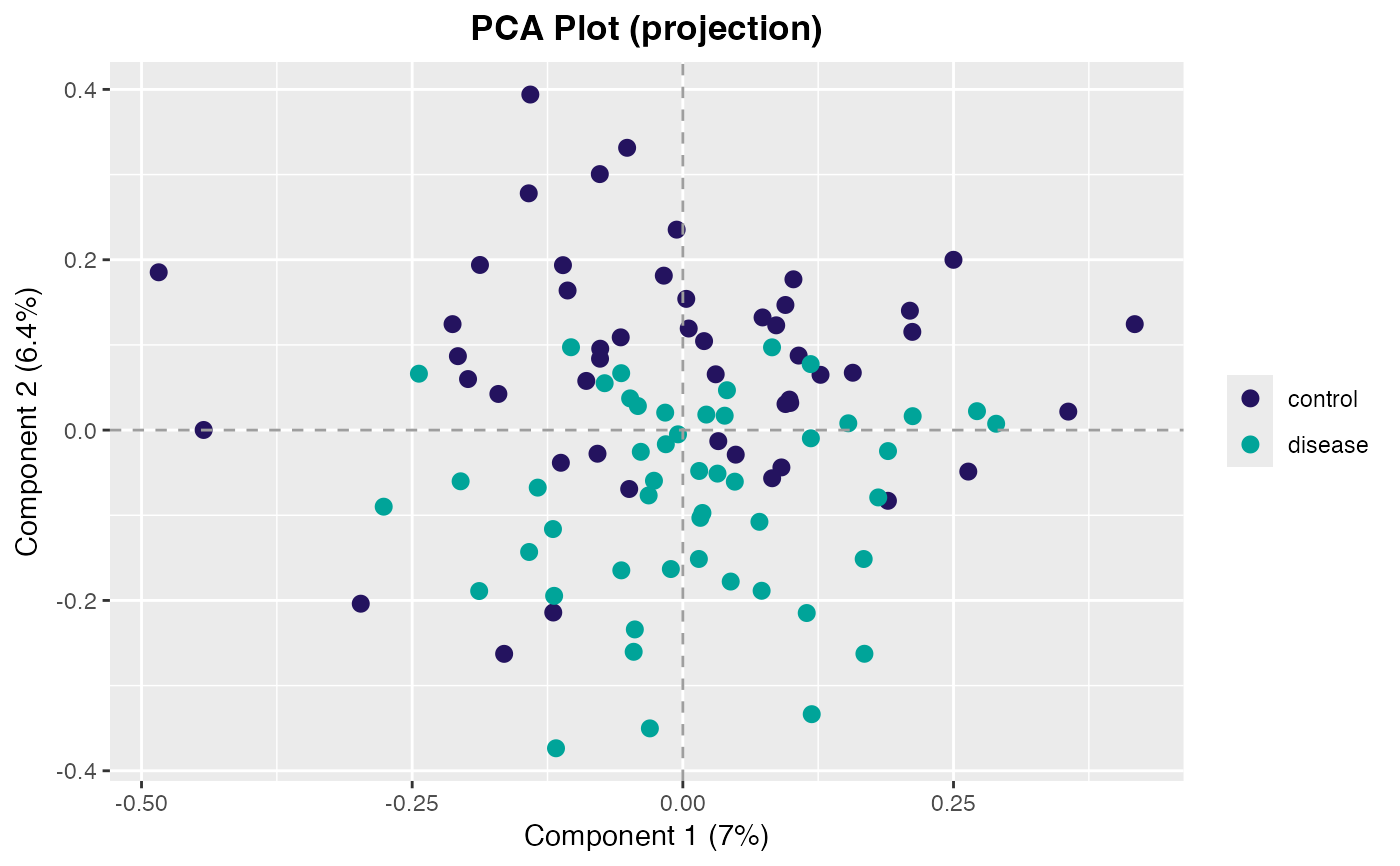 PCA Plot (projection)
0.4
0.2
0.0
-0.2
-0.4
Component 2 (6.4%)
-0.50
-0.25
0.00
0.25
Component 1 (7%)
control
disease